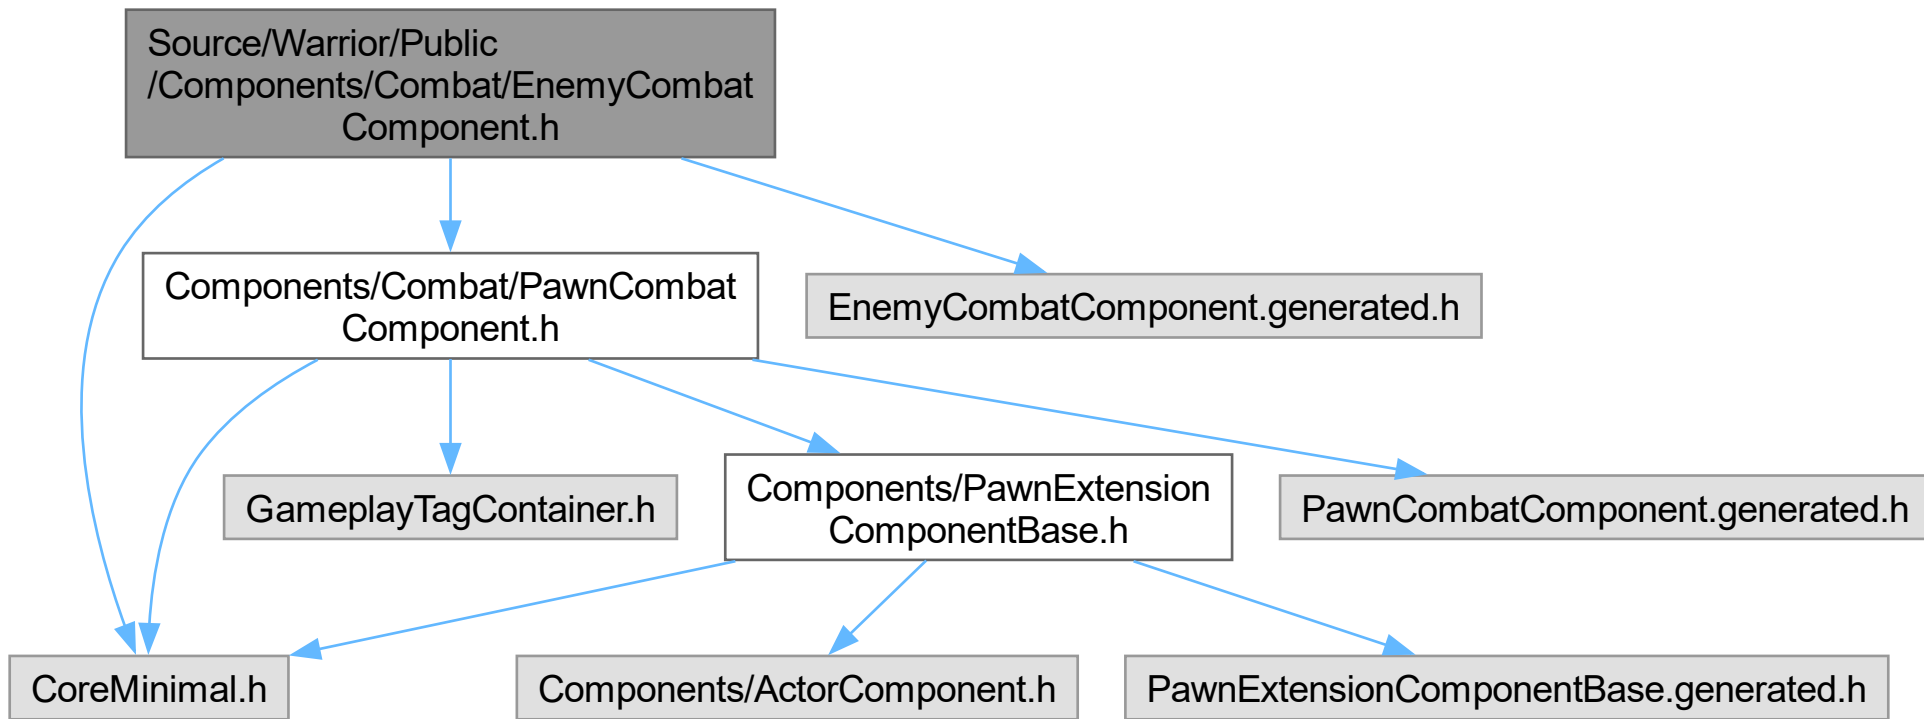 Source/Warrior/Public
/Components/Combat/EnemyCombat
Component.h
Components/Combat/PawnCombat
Component.h
EnemyCombatComponent.generated.h
GameplayTagContainer.h
Components/PawnExtension
ComponentBase.h
PawnCombatComponent.generated.h
CoreMinimal.h
Components/ActorComponent.h
PawnExtensionComponentBase.generated.h